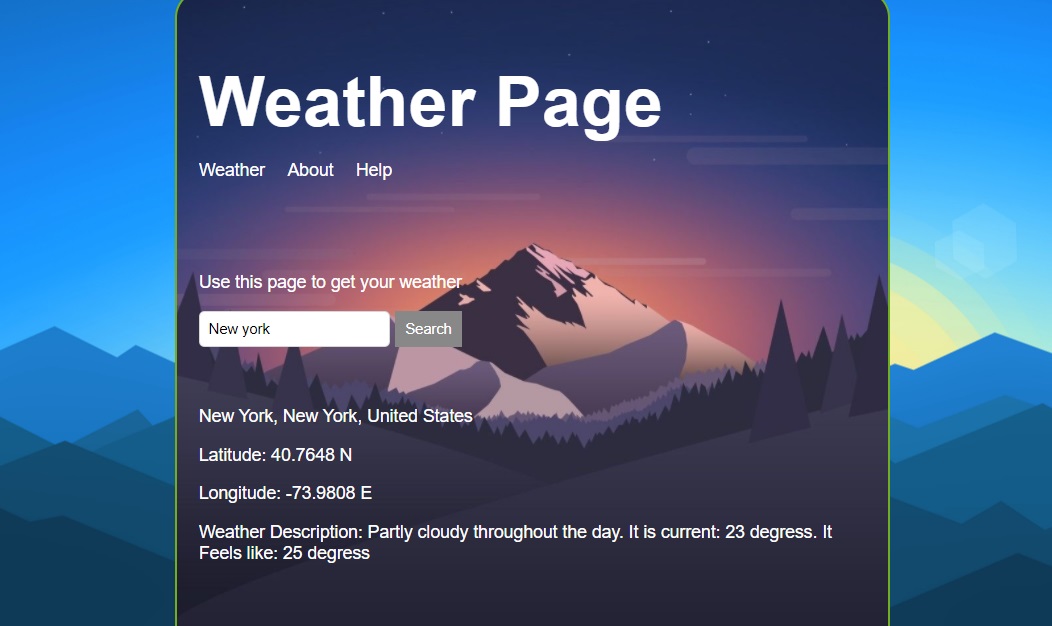 Weather Page
Weather About Help
Use this page to get your weather
New york Search
New York, New York, United States
Latitude: 40.7648 N
Longitude: -73.9808 E
Weather Description: Partly cloudy throughout the day. It is current: 23 degress. It
Feels like: 25 degress